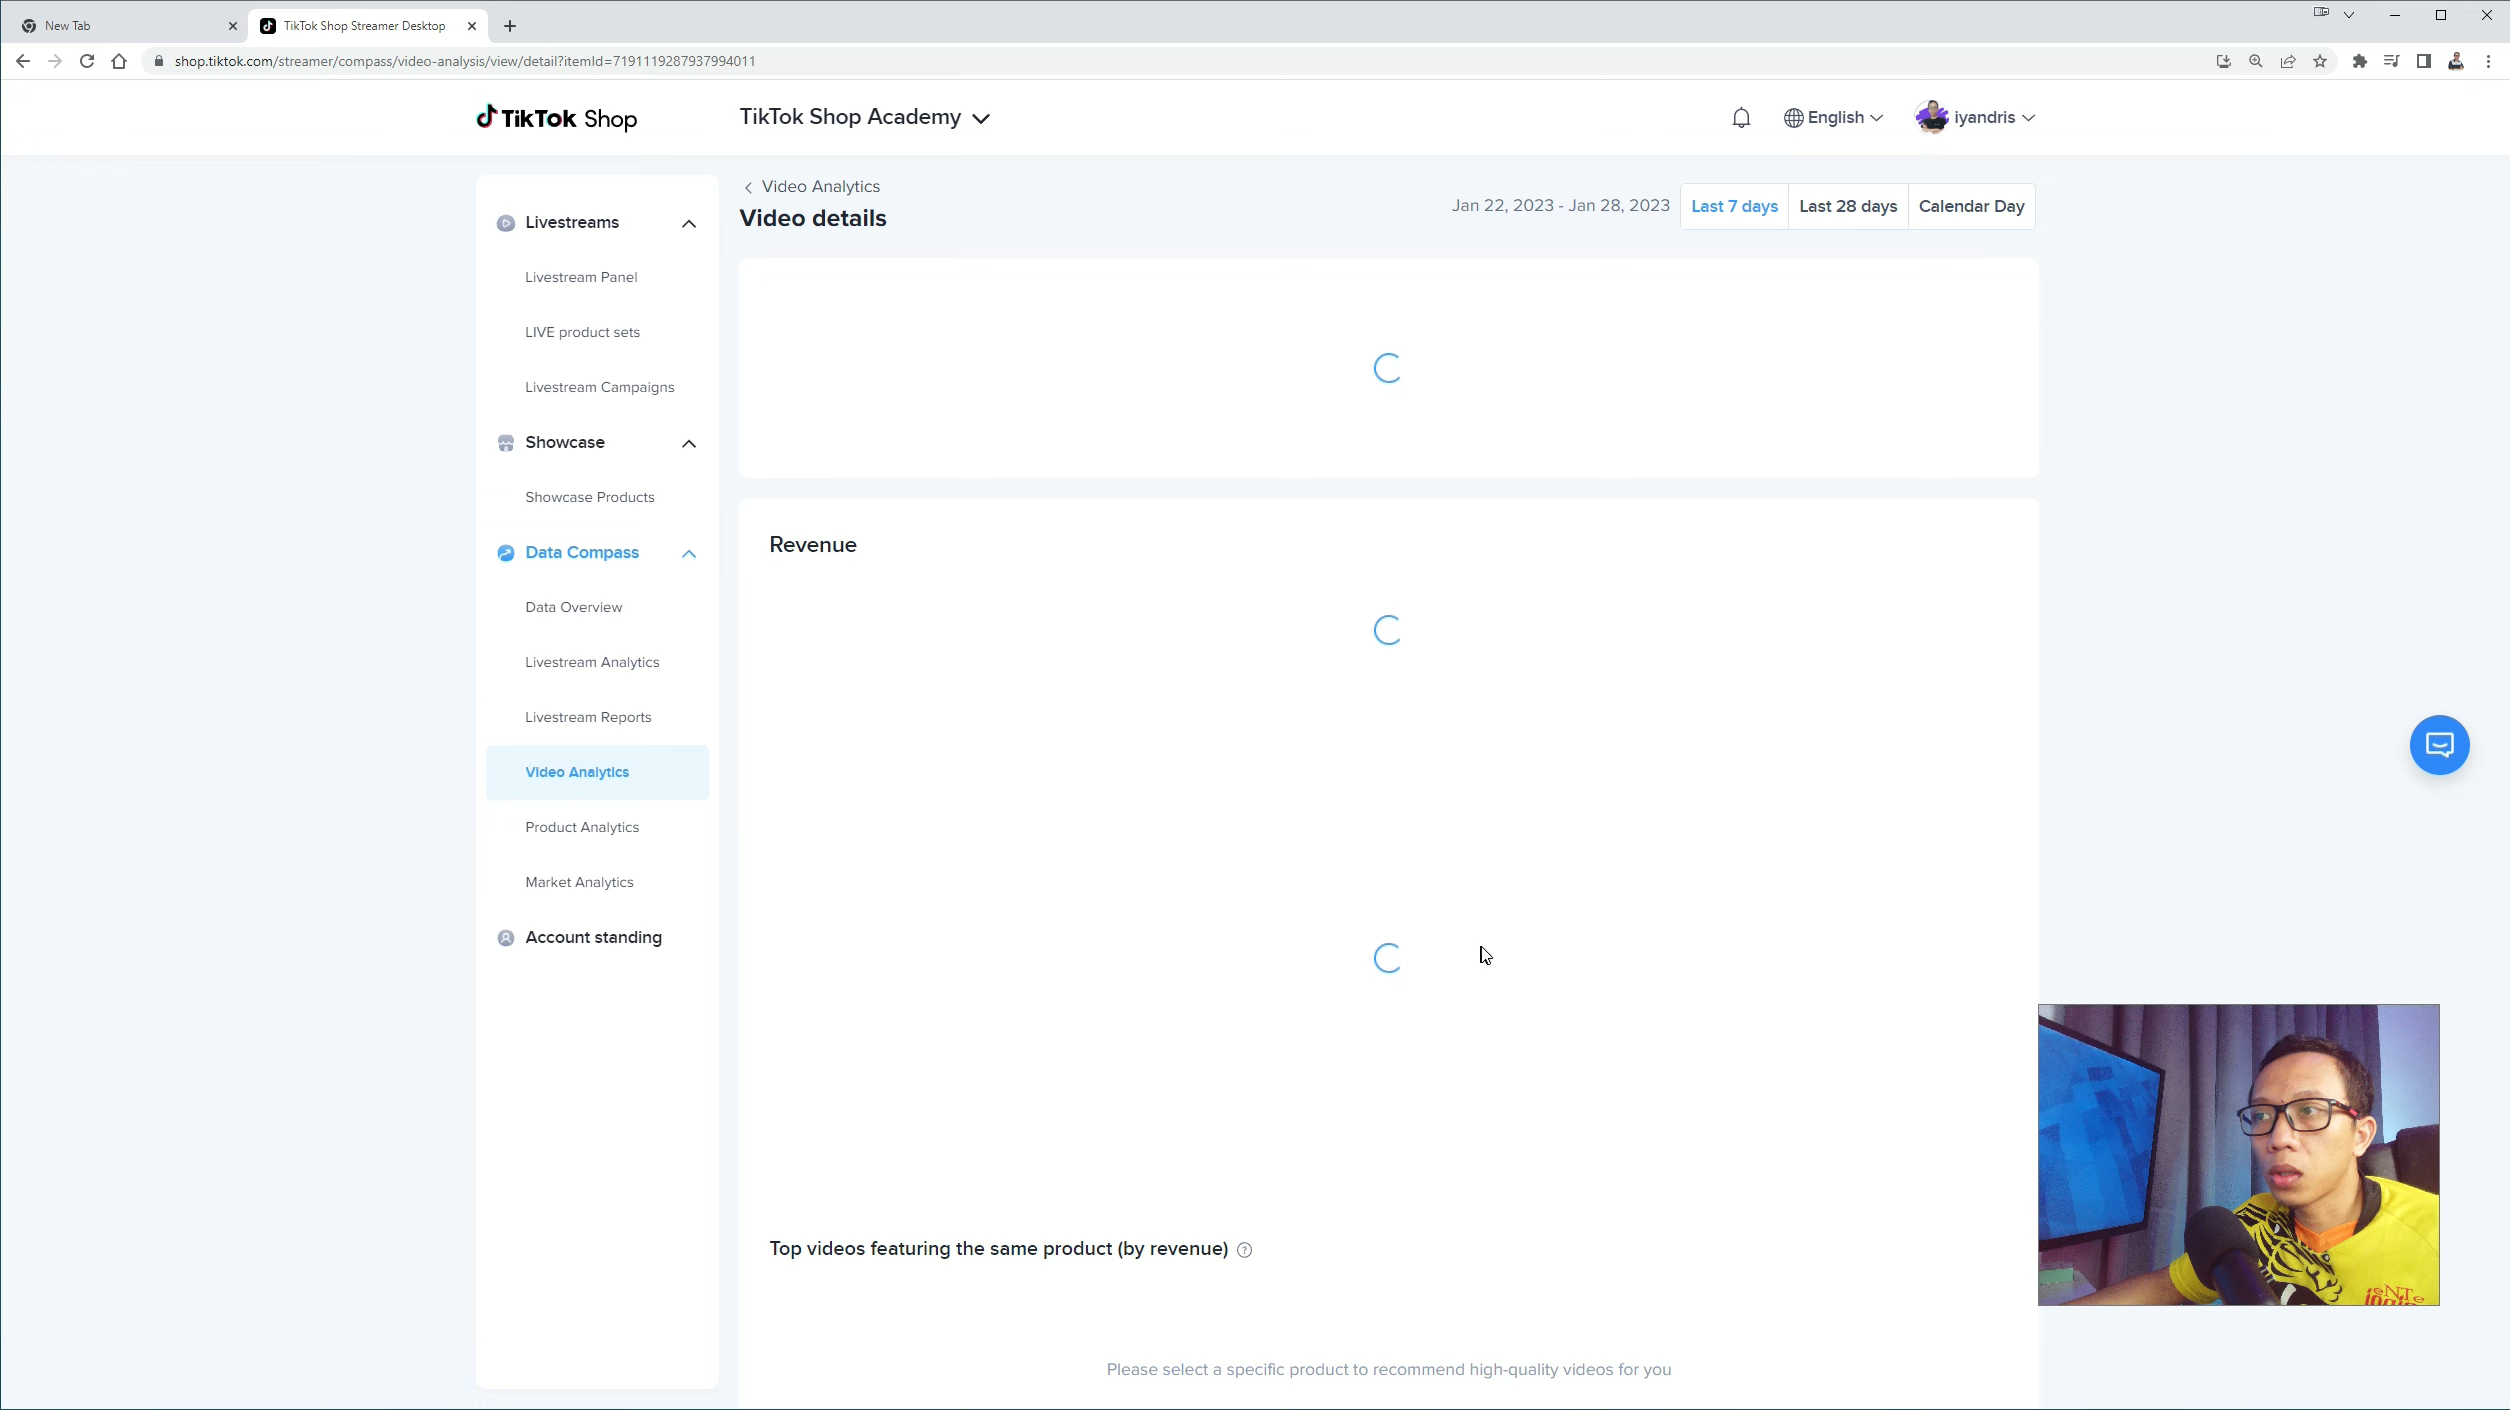 New Tab
TikTok Shop Streamer Desktop
shop.tiktok.com/streamer/compass/video-analysis/view/detail?itemId=7191119287937994011
TikTok Shop
TikTok Shop Academy
English
iyandris
Livestreams
Livestream Panel
LIVE product sets
Livestream Campaigns
Showcase
Showcase Products
Data Compass
Data Overview
Livestream Analytics
Livestream Reports
Video Analytics
Product Analytics
Market Analytics
Account standing
Video Analytics
Video details
Jan 22, 2023 - Jan 28, 2023
Last 7 days
Last 28 days
Calendar Day
Revenue
Top videos featuring the same product (by revenue)
Please select a specific product to recommend high-quality videos for you